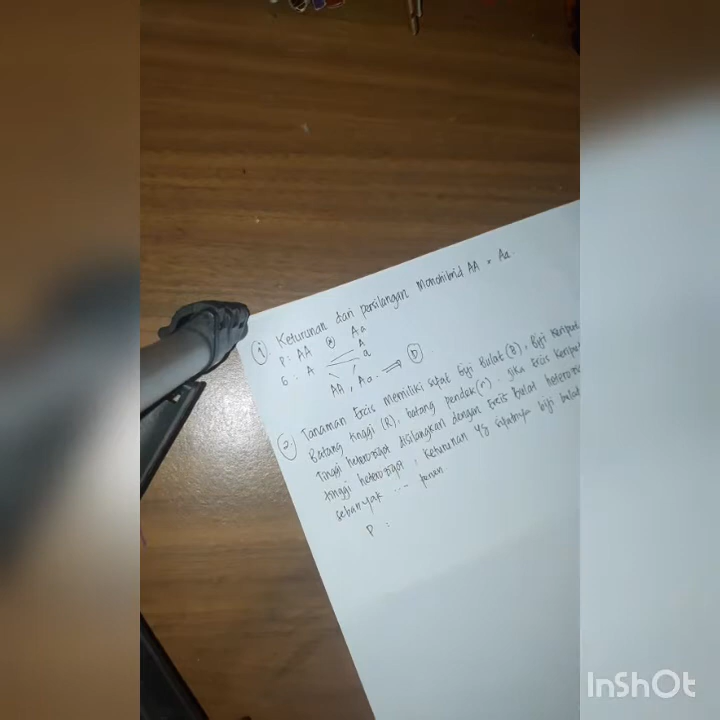 ① Keturunan dari persilangan monohibrid AA × Aa.
P : AA ⊗ Aa
G : A A
a
AA, Aa ⇒ Ⓓ
② Tanaman Ercis memiliki sifat Biji Bulat (B), Biji keriput
Batang tinggi (R), batang pendek (r). Jika Ercis keriput
Tinggi heterozigot disilangkan dengan Ercis bulat heterozi
tinggi heterozigot, keturunan yg sifatnya biji bulat
sebanyak ...
P :
InShOt